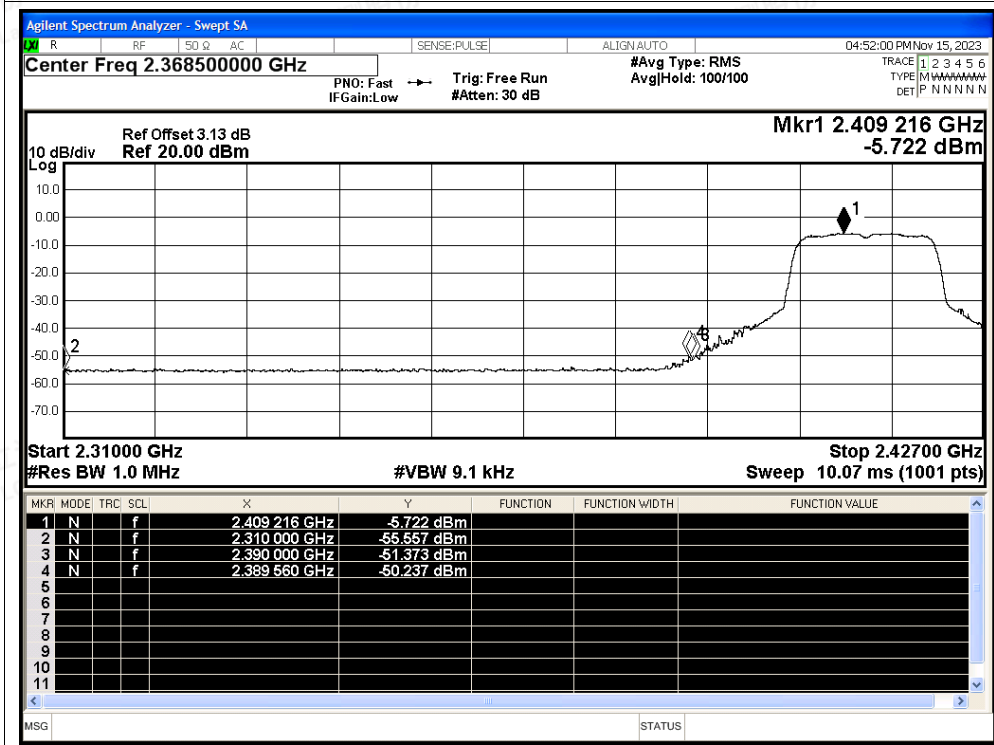 Agilent Spectrum Analyzer - Swept SA
LXI R RF 50 Ω AC SENSE:PULSE ALIGN AUTO 04:52:00 PM Nov 15, 2023
Center Freq 2.368500000 GHz
PNO: Fast
IFGain:Low
Trig: Free Run
#Atten: 30 dB
#Avg Type: RMS
Avg|Hold: 100/100
TRACE 1 2 3 4 5 6
TYPE M WWWWW
DET P N N N N N
Mkr1 2.409 216 GHz
-5.722 dBm
Ref Offset 3.13 dB
10 dB/div Ref 20.00 dBm
Log
10.0
0.00
-10.0
-20.0
-30.0
-40.0
-50.0
-60.0
-70.0
1
2
4
3
Start 2.31000 GHz Stop 2.42700 GHz
#Res BW 1.0 MHz #VBW 9.1 kHz Sweep 10.07 ms (1001 pts)
MKR MODE TRC SCL X Y FUNCTION FUNCTION WIDTH FUNCTION VALUE
1 N f 2.409 216 GHz -5.722 dBm
2 N f 2.310 000 GHz -55.557 dBm
3 N f 2.390 000 GHz -51.373 dBm
4 N f 2.389 560 GHz -50.237 dBm
5
6
7
8
9
10
11
MSG STATUS